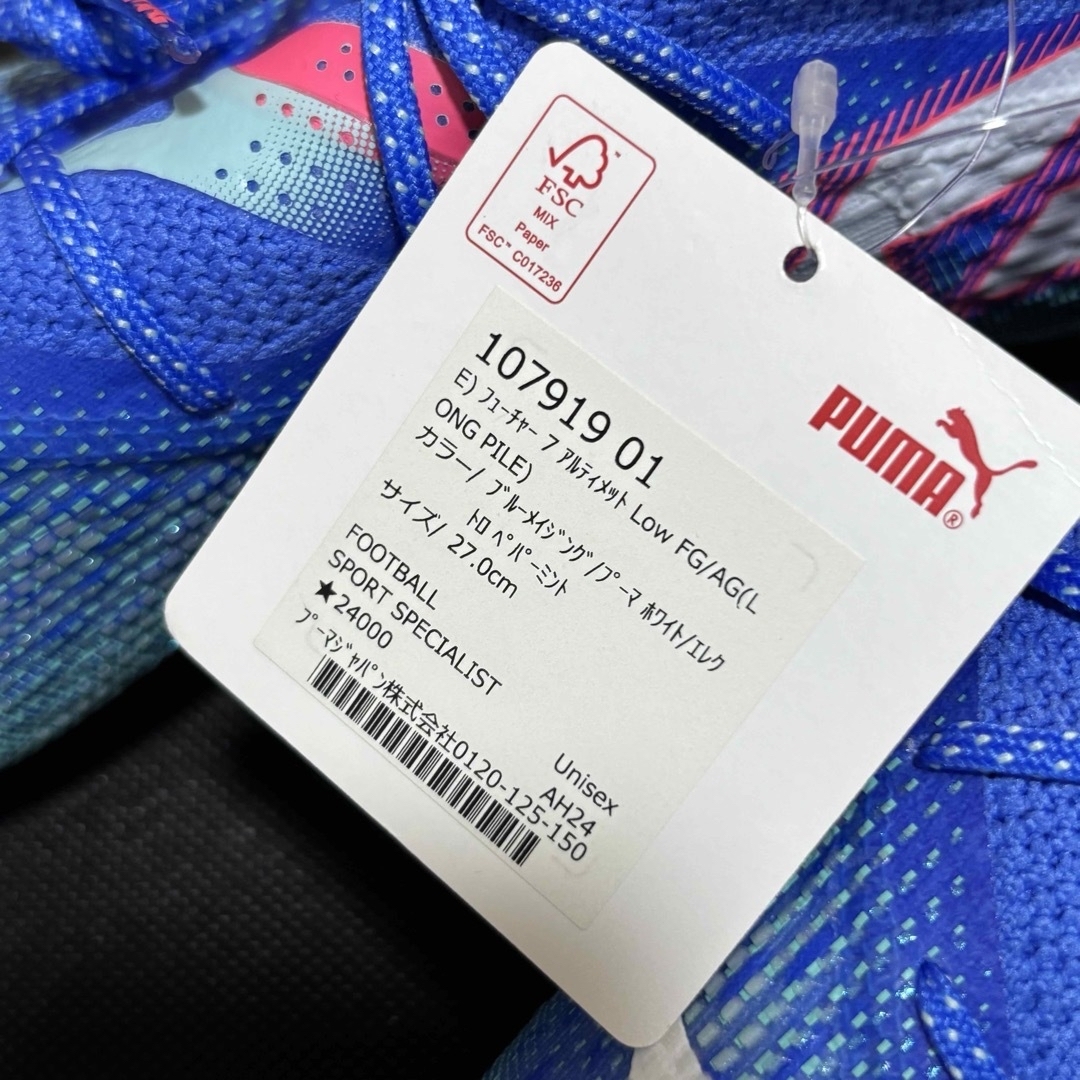 FSC™
MIX
Paper
FSC™ C017236
PUMA®
107919 01
E) ﾌｭｰﾁｬｰ 7 ｱﾙﾃｨﾒｯﾄ Low FG/AG(L
ONG PILE)
カラー/ ﾌﾞﾙｰﾒｲｼﾞﾝｸﾞ/ﾌﾟｰﾏ ﾎﾜｲﾄ/ｴﾚｸ
ﾄﾛ ﾍﾟﾊﾟｰﾐﾝﾄ
サイズ/ 27.0cm
FOOTBALL
SPORT SPECIALIST
Unisex
★24000
AH24
ﾌﾟｰﾏｼﾞｬﾊﾟﾝ株式会社0120-125-150